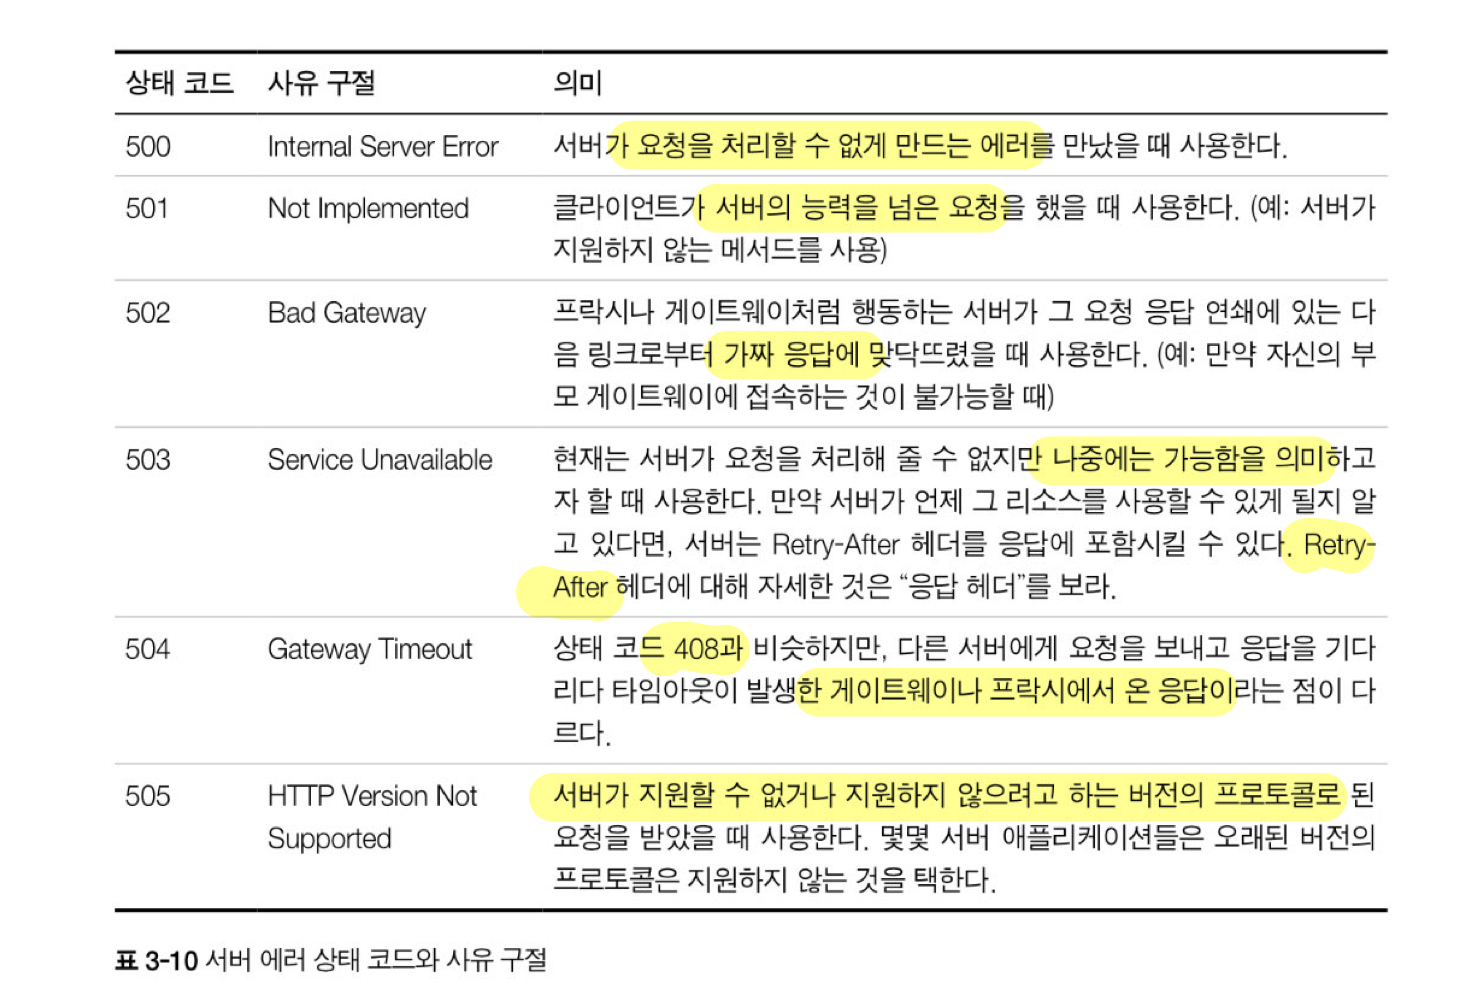 상태 코드 사유 구절 의미
500 Internal Server Error 서버가 요청을 처리할 수 없게 만드는 에러를 만났을 때 사용한다.
501 Not Implemented 클라이언트가 서버의 능력을 넘은 요청을 했을 때 사용한다. (예: 서버가
지원하지 않는 메서드를 사용)
502 Bad Gateway 프락시나 게이트웨이처럼 행동하는 서버가 그 요청 응답 연쇄에 있는 다
음 링크로부터 가짜 응답에 맞닥뜨렸을 때 사용한다. (예: 만약 자신의 부
모 게이트웨이에 접속하는 것이 불가능할 때)
503 Service Unavailable 현재는 서버가 요청을 처리해 줄 수 없지만 나중에는 가능함을 의미하고
자 할 때 사용한다. 만약 서버가 언제 그 리소스를 사용할 수 있게 될지 알
고 있다면, 서버는 Retry-After 헤더를 응답에 포함시킬 수 있다. Retry-
After 헤더에 대해 자세한 것은 “응답 헤더”를 보라.
504 Gateway Timeout 상태 코드 408과 비슷하지만, 다른 서버에게 요청을 보내고 응답을 기다
리다 타임아웃이 발생한 게이트웨이나 프락시에서 온 응답이라는 점이 다
르다.
505 HTTP Version Not 서버가 지원할 수 없거나 지원하지 않으려고 하는 버전의 프로토콜로 된
Supported 요청을 받았을 때 사용한다. 몇몇 서버 애플리케이션들은 오래된 버전의
프로토콜은 지원하지 않는 것을 택한다.
표 3-10 서버 에러 상태 코드와 사유 구절